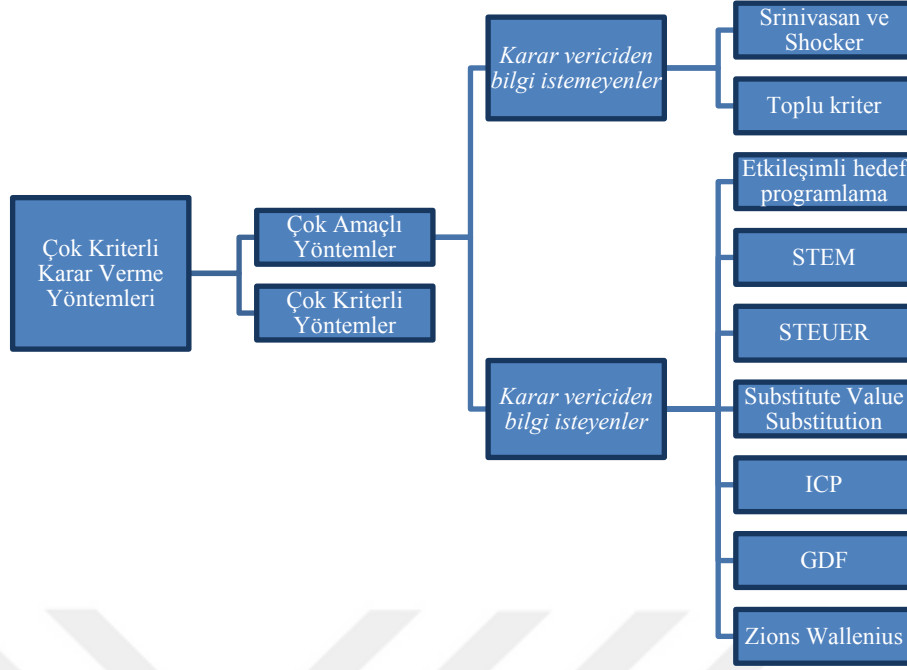 Çok Kriterli
Karar Verme
Yöntemleri
Çok Amaçlı
Yöntemler
Çok Kriterli
Yöntemler
Karar vericiden
bilgi istemeyenler
Srinivasan ve
Shocker
Toplu kriter
Karar vericiden
bilgi isteyenler
Etkileşimli hedef
programlama
STEM
STEUER
Substitute Value
Substitution
ICP
GDF
Zions Wallenius